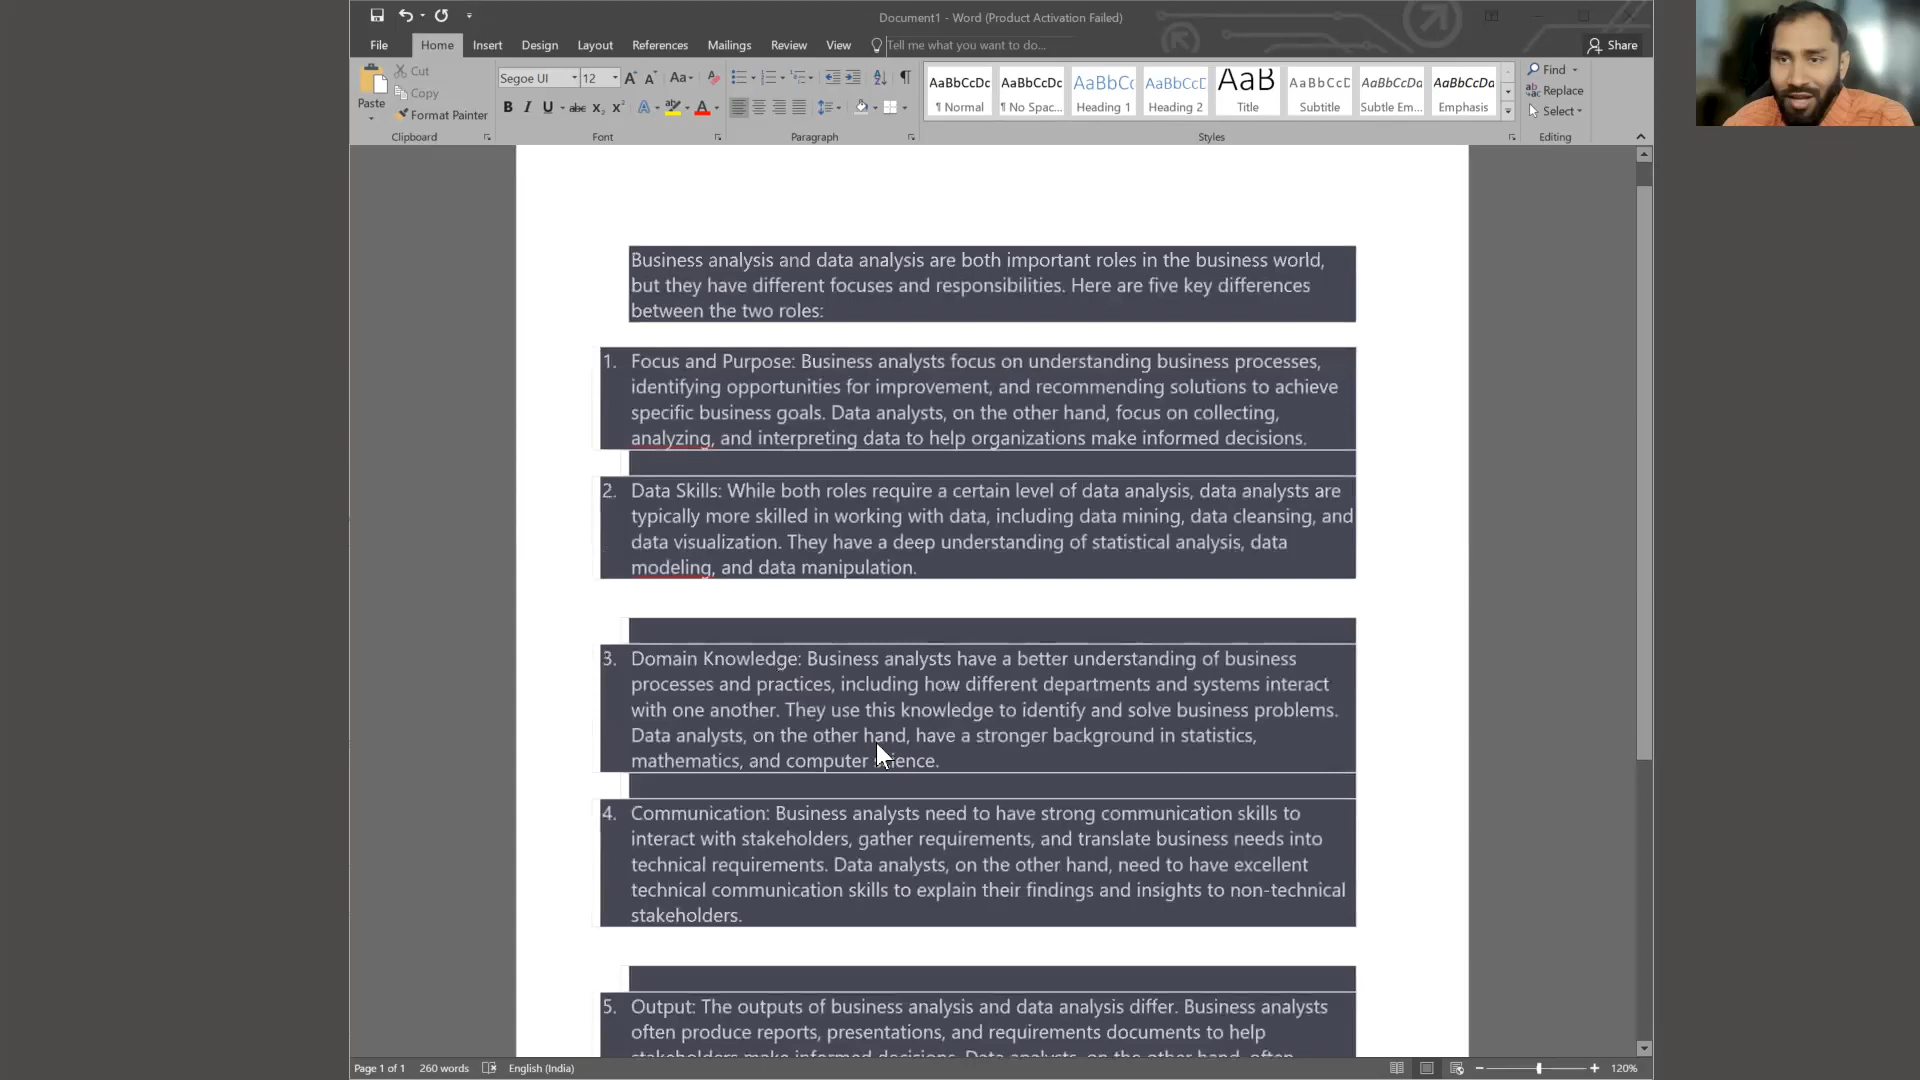 Document1 - Word (Product Activation Failed)
File Home Insert Design Layout References Mailings Review View Tell me what you want to do... Share
Cut
Copy
Paste
Format Painter
Clipboard
Segoe UI 12
Font
Paragraph
AaBbCcDc AaBbCcDc AaBbCc AaBbCcD AaB AaBbCcD AaBbCcDa AaBbCcDa
¶ Normal ¶ No Spac... Heading 1 Heading 2 Title Subtitle Subtle Em... Emphasis
Styles
Find
Replace
Select
Editing
Business analysis and data analysis are both important roles in the business world,
but they have different focuses and responsibilities. Here are five key differences
between the two roles:
1. Focus and Purpose: Business analysts focus on understanding business processes,
identifying opportunities for improvement, and recommending solutions to achieve
specific business goals. Data analysts, on the other hand, focus on collecting,
analyzing, and interpreting data to help organizations make informed decisions.
2. Data Skills: While both roles require a certain level of data analysis, data analysts are
typically more skilled in working with data, including data mining, data cleansing, and
data visualization. They have a deep understanding of statistical analysis, data
modeling, and data manipulation.
3. Domain Knowledge: Business analysts have a better understanding of business
processes and practices, including how different departments and systems interact
with one another. They use this knowledge to identify and solve business problems.
Data analysts, on the other hand, have a stronger background in statistics,
mathematics, and computer science.
4. Communication: Business analysts need to have strong communication skills to
interact with stakeholders, gather requirements, and translate business needs into
technical requirements. Data analysts, on the other hand, need to have excellent
technical communication skills to explain their findings and insights to non-technical
stakeholders.
5. Output: The outputs of business analysis and data analysis differ. Business analysts
often produce reports, presentations, and requirements documents to help
stakeholders make informed decisions. Data analysts, on the other hand, often
Page 1 of 1 260 words English (India) 120%